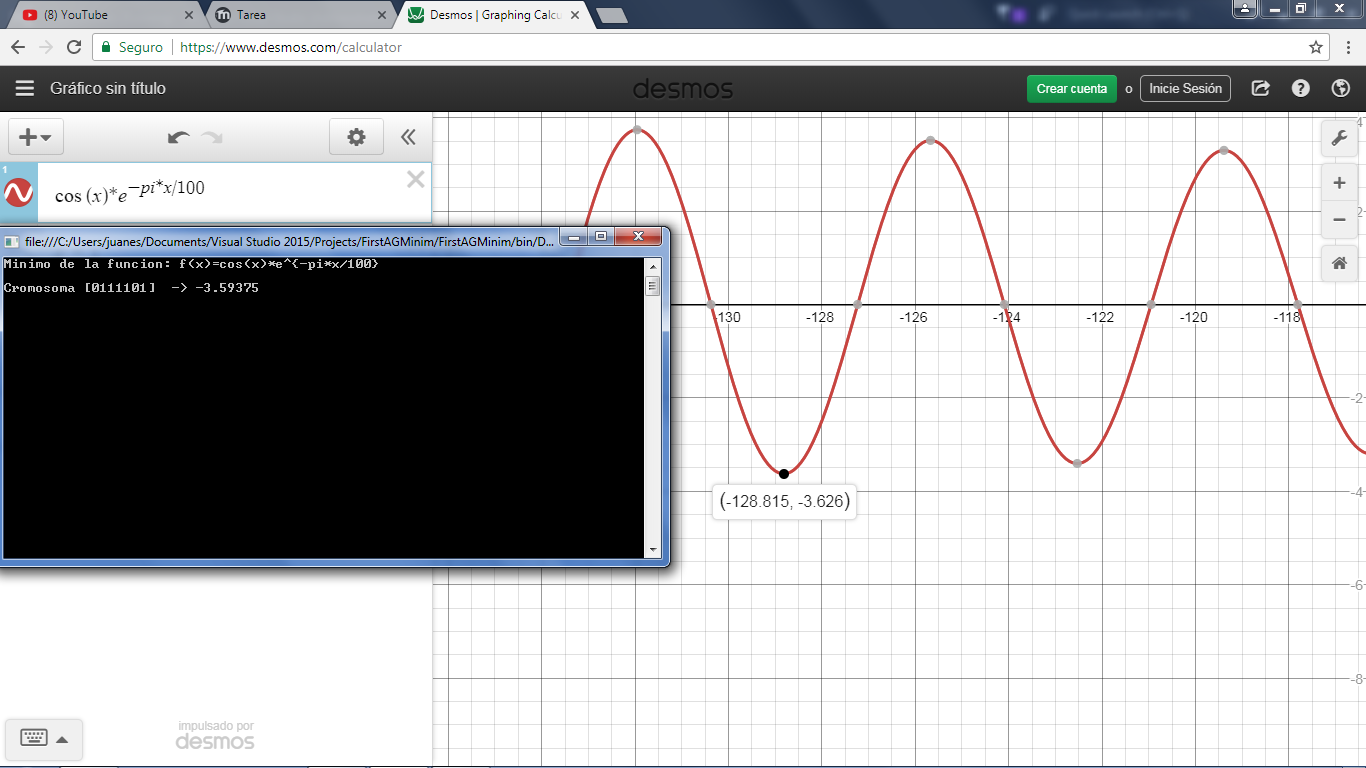 (8) YouTube
Tarea
Desmos | Graphing Calcu
Seguro
https://www.desmos.com/calculator
Gráfico sin título
desmos
Crear cuenta
o
Inicie Sesión
1
cos (x)*e^-pi*x/100
file:///C:/Users/juanes/Documents/Visual Studio 2015/Projects/FirstAGMinim/FirstAGMinim/bin/D...
Minimo de la funcion: f(x)=cos(x)*e^{-pi*x/100}
Cromosoma [0111101] -> -3.59375
-130
-128
-126
-124
-122
-120
-118
4
2
-2
-4
-6
-8
(-128.815, -3.626)
impulsado por
desmos